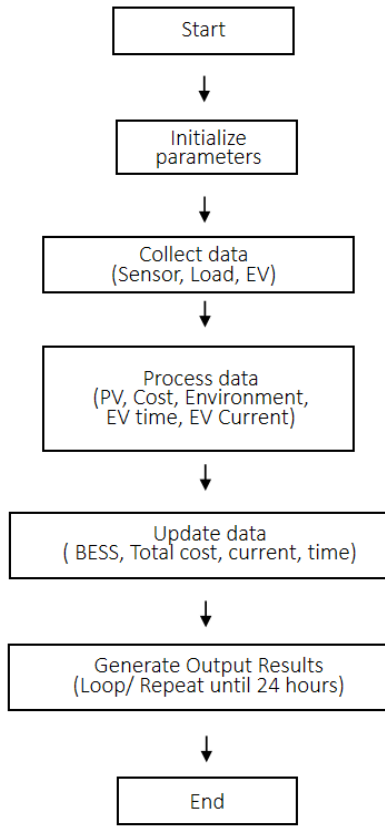 Start
Initialize
parameters
Collect data
(Sensor, Load, EV)
Process data
(PV, Cost, Environment,
EV time, EV Current)
Update data
( BESS, Total cost, current, time)
Generate Output Results
(Loop/ Repeat until 24 hours)
End